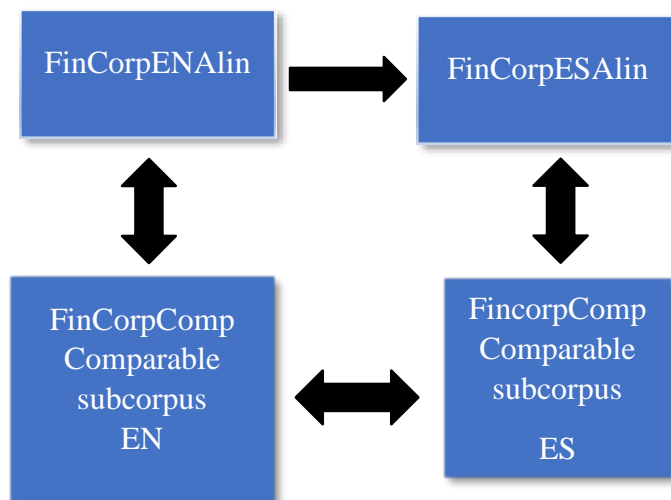 FinCorpENAlin
FinCorpESAlin
FinCorpComp
Comparable
subcorpus
EN
FincorpComp
Comparable
subcorpus
ES